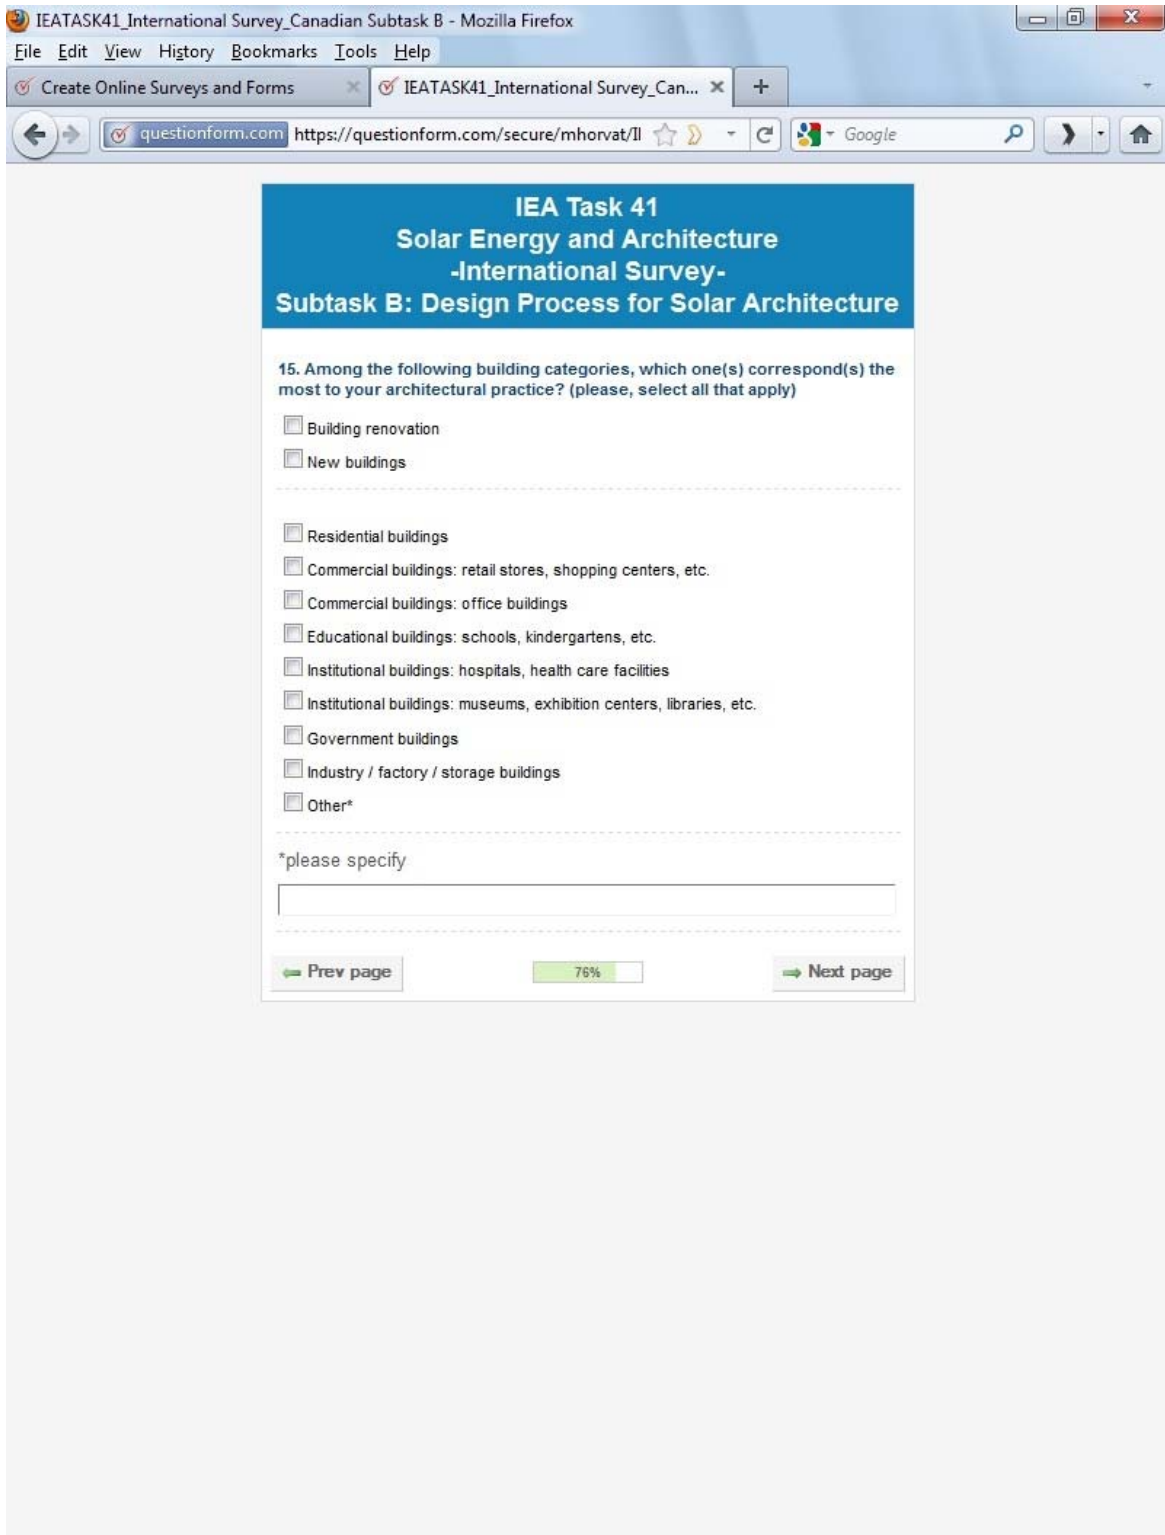 IEATASK41_International Survey_Canadian Subtask B - Mozilla Firefox
File Edit View History Bookmarks Tools Help
Create Online Surveys and Forms
IEATASK41_International Survey_Can...
questionform.com https://questionform.com/secure/mhorvat/II
Google
IEA Task 41
Solar Energy and Architecture
-International Survey-
Subtask B: Design Process for Solar Architecture
15. Among the following building categories, which one(s) correspond(s) the
most to your architectural practice? (please, select all that apply)
Building renovation
New buildings
Residential buildings
Commercial buildings: retail stores, shopping centers, etc.
Commercial buildings: office buildings
Educational buildings: schools, kindergartens, etc.
Institutional buildings: hospitals, health care facilities
Institutional buildings: museums, exhibition centers, libraries, etc.
Government buildings
Industry / factory / storage buildings
Other*
*please specify
Prev page
76%
Next page